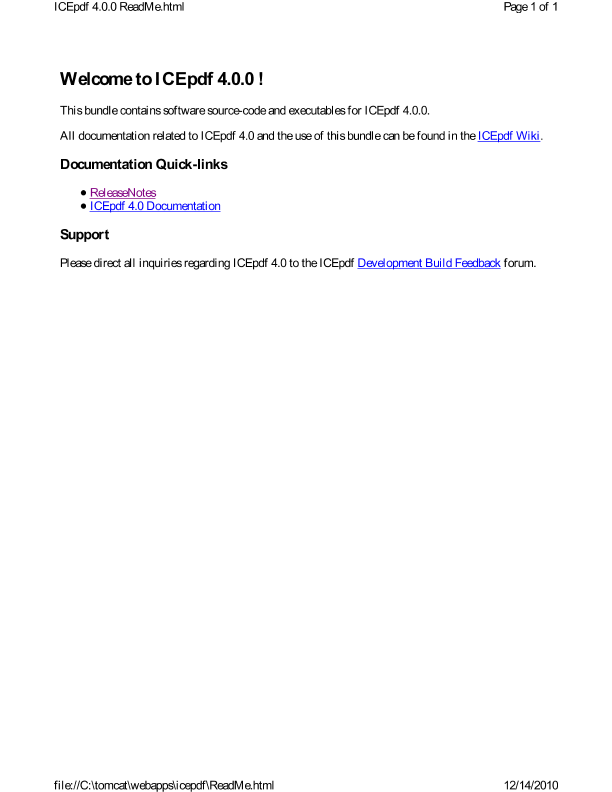 ICEpdf 4.0.0 ReadMe.html Page 1 of 1
Welcome to ICEpdf 4.0.0 !
This bundle contains software source-code and executables for ICEpdf 4.0.0.
All documentation related to ICEpdf 4.0 and the use of this bundle can be found in the ICEpdf Wiki.
Documentation Quick-links
● ReleaseNotes
● ICEpdf 4.0 Documentation
Support
Please direct all inquiries regarding ICEpdf 4.0 to the ICEpdf Development Build Feedback forum.
file://C:\tomcat\webapps\icepdf\ReadMe.html 12/14/2010